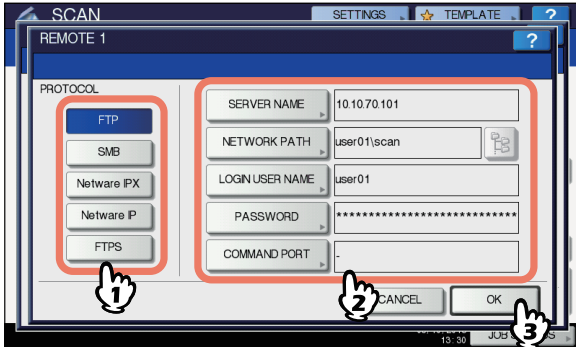 SCAN
SETTINGS
TEMPLATE
?
REMOTE 1
?
PROTOCOL
FTP
SMB
Netware IPX
Netware IP
FTPS
SERVER NAME 10.10.70.101
NETWORK PATH user01\scan
LOGIN USER NAME user01
PASSWORD *****************************
COMMAND PORT -
CANCEL
OK
1
2
3
13:30
JOB S